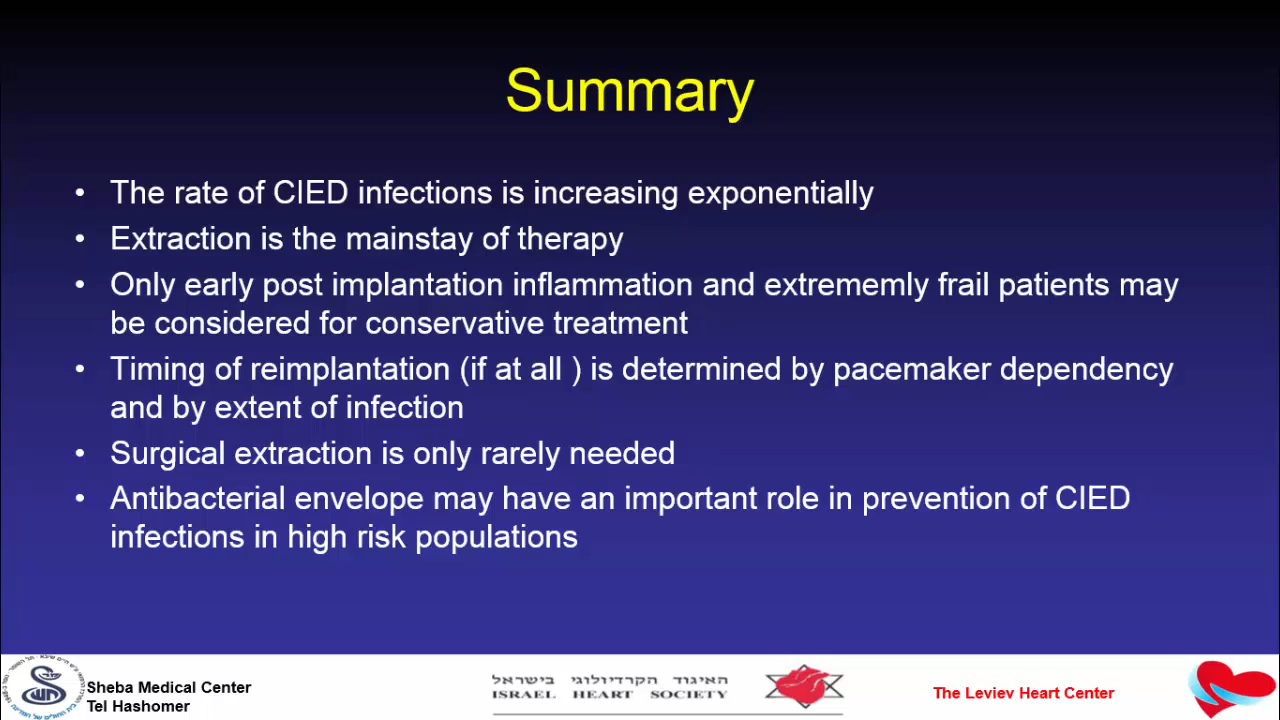 Summary
• The rate of CIED infections is increasing exponentially
• Extraction is the mainstay of therapy
• Only early post implantation inflammation and extrememly frail patients may
be considered for conservative treatment
• Timing of reimplantation (if at all ) is determined by pacemaker dependency
and by extent of infection
• Surgical extraction is only rarely needed
• Antibacterial envelope may have an important role in prevention of CIED
infections in high risk populations
Sheba Medical Center
Tel Hashomer
האיגוד הקרדיולוגי בישראל
ISRAEL HEART SOCIETY
The Leviev Heart Center